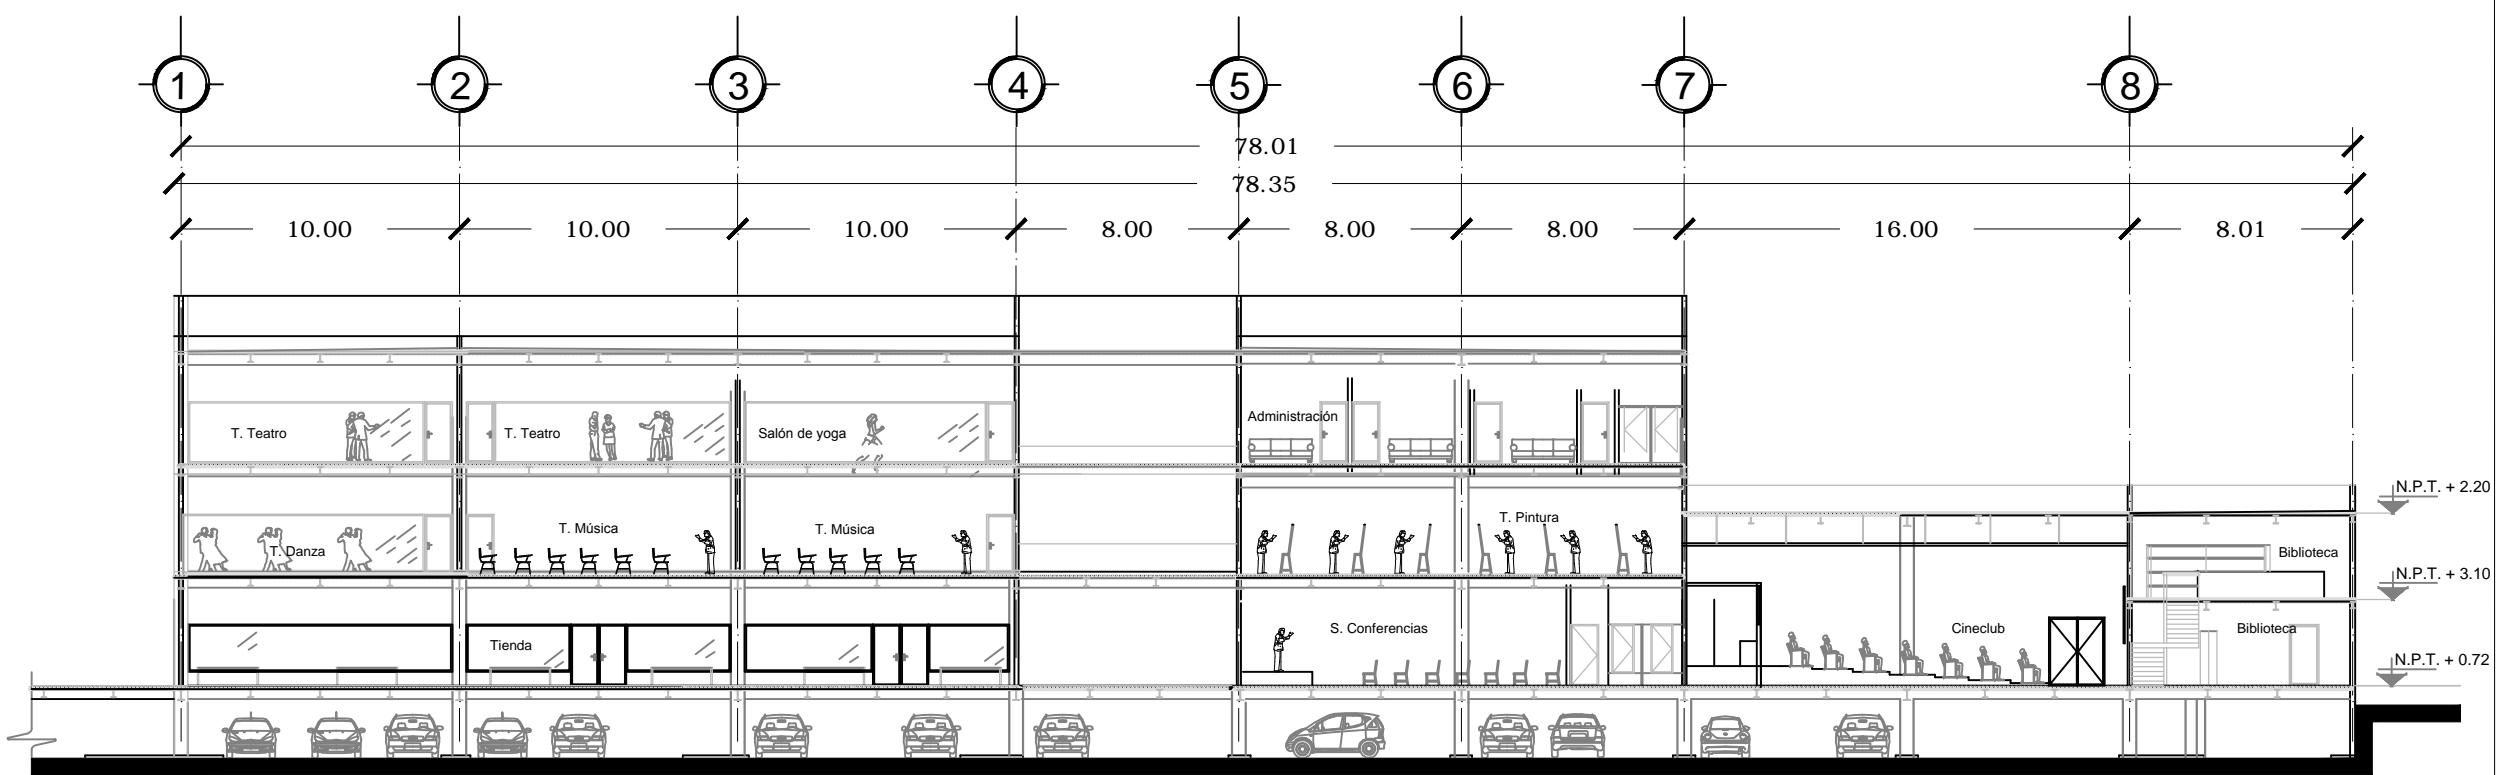 1 2 3 4 5 6 7 8
78.01
78.35
10.00 10.00 10.00 8.00 8.00 8.00 16.00 8.01
Administración
T. Teatro T. Teatro Salón de yoga
N.P.T. + 2.20
T. Pintura
T. Música T. Música
T. Danza Biblioteca
N.P.T. + 3.10
S. Conferencias Cineclub Biblioteca
Tienda
N.P.T. + 0.72